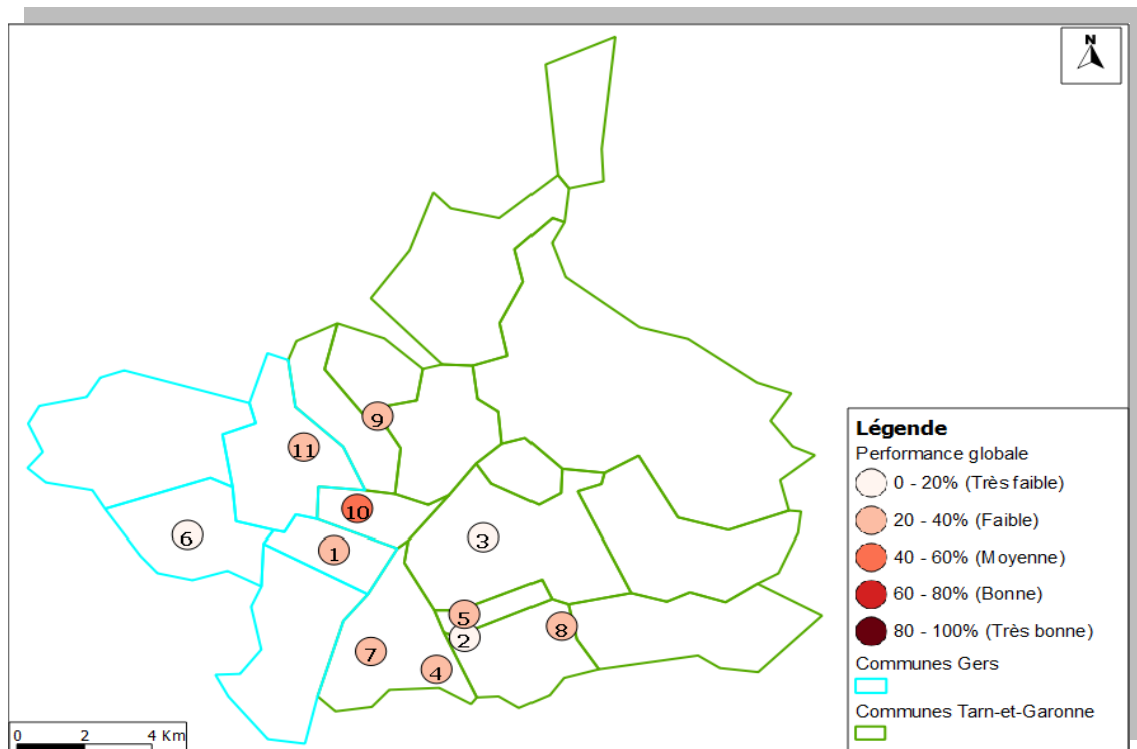 N
9
11
10
6
1
3
5
2
8
7
4
Légende
Performance globale
0 - 20% (Très faible)
20 - 40% (Faible)
40 - 60% (Moyenne)
60 - 80% (Bonne)
80 - 100% (Très bonne)
Communes Gers
Communes Tarn-et-Garonne
0 2 4 Km